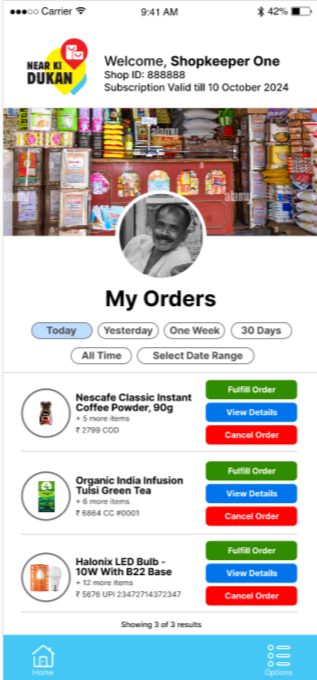 Carrier 9:41 AM 42%
NEAR KI
DUKAN
Welcome, Shopkeeper One
Shop ID: 888888
Subscription Valid till 10 October 2024
alamy
alamy
My Orders
Today Yesterday One Week 30 Days
All Time Select Date Range
Nescafe Classic Instant
Coffee Powder, 90g
+ 5 more items
₹ 2799 COD
Fulfill Order
View Details
Cancel Order
Organic India Infusion
Tulsi Green Tea
+ 6 more items
₹ 6864 CC #0001
Fulfill Order
View Details
Cancel Order
Halonix LED Bulb -
10W With B22 Base
+ 12 more items
₹ 5676 UPI 23472714372347
Fulfill Order
View Details
Cancel Order
Showing 3 of 3 results
Home Options